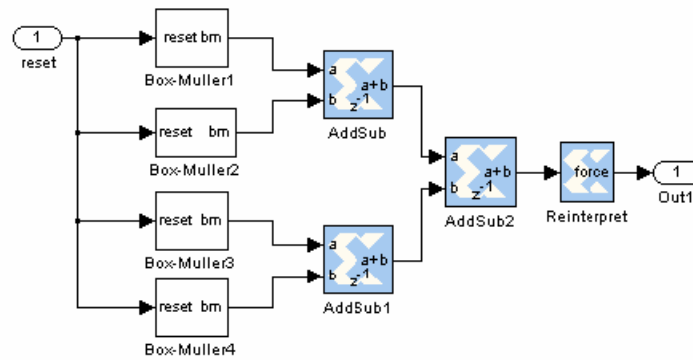 1
reset
reset bm
Box-Muller1
reset bm
Box-Muller2
reset bm
Box-Muller3
reset bm
Box-Muller4
a
b
a+b
z-1
AddSub
a
b
a+b
z-1
AddSub1
a
b
a+b
z-1
AddSub2
force
Reinterpret
1
Out1